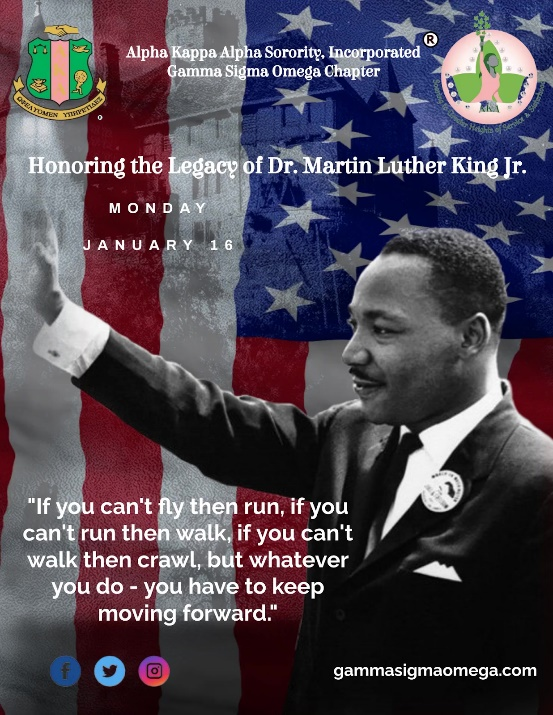 Alpha Kappa Alpha Sorority, Incorporated ®
Gamma Sigma Omega Chapter
Honoring the Legacy of Dr. Martin Luther King Jr.
MONDAY
JANUARY 16
"If you can't fly then run, if you
can't run then walk, if you can't
walk then crawl, but whatever
you do - you have to keep
moving forward."
gammasigmaomega.com